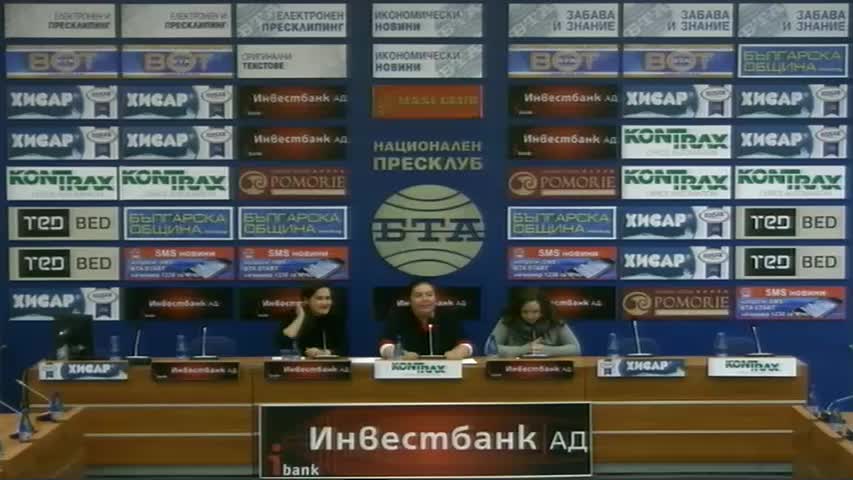 ЕЛЕКТРОНЕН И ПРЕСКЛИПИНГ ЕЛЕКТРОНЕН И ПРЕСКЛИПИНГ ЕЛЕКТРОНЕН И ПРЕСКЛИПИНГ ИКОНОМИЧЕСКИ НОВИНИ БТА ЗАБАВА И ЗНАНИЕ ЗАБАВА И ЗНАНИЕ
ВОТ ВОТ ОРИГИНАЛНИ ТЕКСТОВЕ ИКОНОМИЧЕСКИ НОВИНИ ВОТ ВОТ БЪЛГАРСКА ОБЩИНА
ХИСАР ХИСАР Инвестбанк АД MAXI CLUB Инвестбанк АД ХИСАР ХИСАР
ХИСАР ХИСАР Инвестбанк АД Инвестбанк АД KONTRAX ХИСАР
НАЦИОНАЛЕН
ПРЕСКЛУБ
KONTRAX KONTRAX POMORIE POMORIE KONTRAX KONTRAX
БТА
TED BED БЪЛГАРСКА ОБЩИНА БЪЛГАРСКА ОБЩИНА БЪЛГАРСКА ОБЩИНА ХИСАР TED BED
TED BED SMS НОВИНИ SMS НОВИНИ SMS НОВИНИ ХИСАР TED BED
ХИСАР Инвестбанк АД POMORIE SMS НОВИНИ
ХИСАР Инвестбанк АД Инвестбанк АД KONTRAX Инвестбанк АД ХИСАР KONTRAX
Инвестбанк АД
ibank